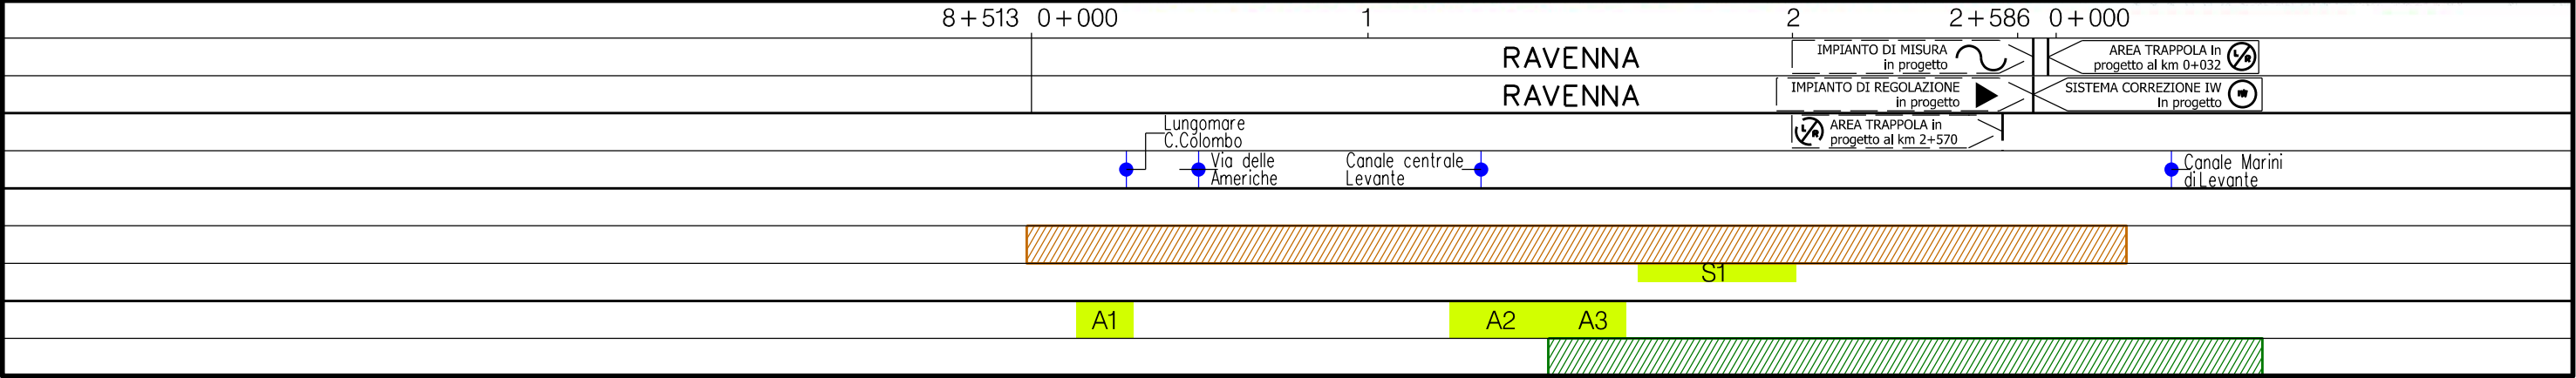 8+513 0+000 1 2 2+586 0+000
RAVENNA
IMPIANTO DI MISURA
in progetto
AREA TRAPPOLA In
progetto al km 0+032
L/R
RAVENNA
IMPIANTO DI REGOLAZIONE
in progetto
SISTEMA CORREZIONE IW
In progetto
Lungomare
C.Colombo
L/R
AREA TRAPPOLA in
progetto al km 2+570
Via delle
Americhe
Canale centrale
Levante
Canale Marini
diLevante
S1
A1 A2 A3